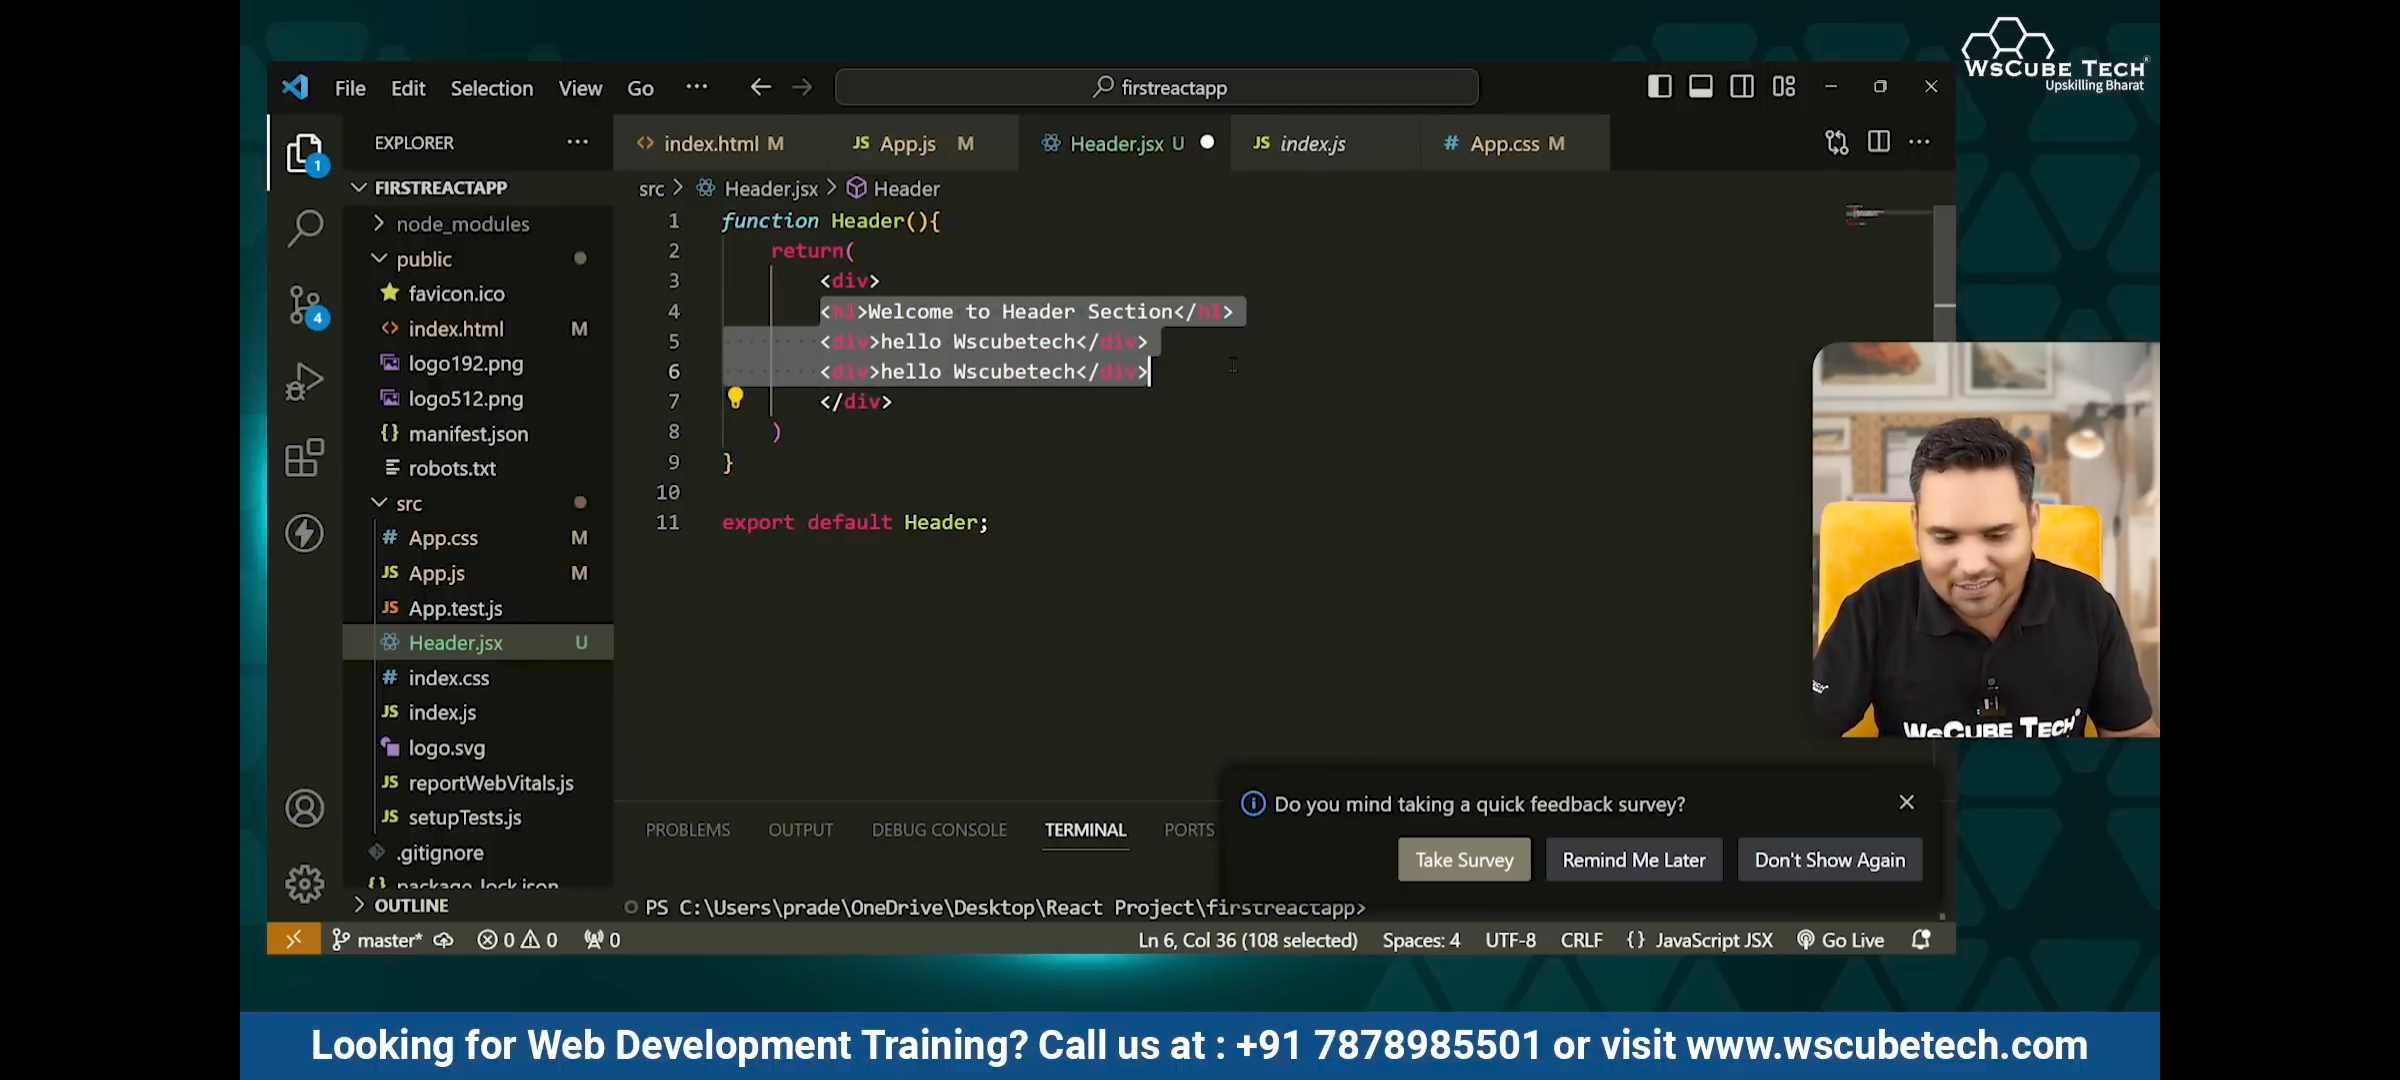 WsCube Tech
Upskilling Bharat
File Edit Selection View Go ··· firstreactapp
EXPLORER ···
index.html M
JS App.js M
Header.jsx U
JS index.js
# App.css M
1
FIRSTREACTAPP
node_modules
public
favicon.ico
index.html M
logo192.png
logo512.png
{} manifest.json
robots.txt
src
# App.css M
JS App.js M
JS App.test.js
Header.jsx U
# index.css
JS index.js
logo.svg
JS reportWebVitals.js
JS setupTests.js
.gitignore
{} package-lock.json
OUTLINE
4
src > Header.jsx > Header
1 function Header(){
2 return(
3 <div>
4 <h1>Welcome to Header Section</h1>
5 <div>hello Wscubetech</div>
6 <div>hello Wscubetech</div>
7 </div>
8 )
9 }
10
11 export default Header;
WsCube Tech
PROBLEMS OUTPUT DEBUG CONSOLE TERMINAL PORTS
PS C:\Users\prade\OneDrive\Desktop\React Project\firstreactapp>
Do you mind taking a quick feedback survey?
Take Survey Remind Me Later Don't Show Again
master* 0 0 0 Ln 6, Col 36 (108 selected) Spaces: 4 UTF-8 CRLF {} JavaScript JSX Go Live
Looking for Web Development Training? Call us at : +91 7878985501 or visit www.wscubetech.com